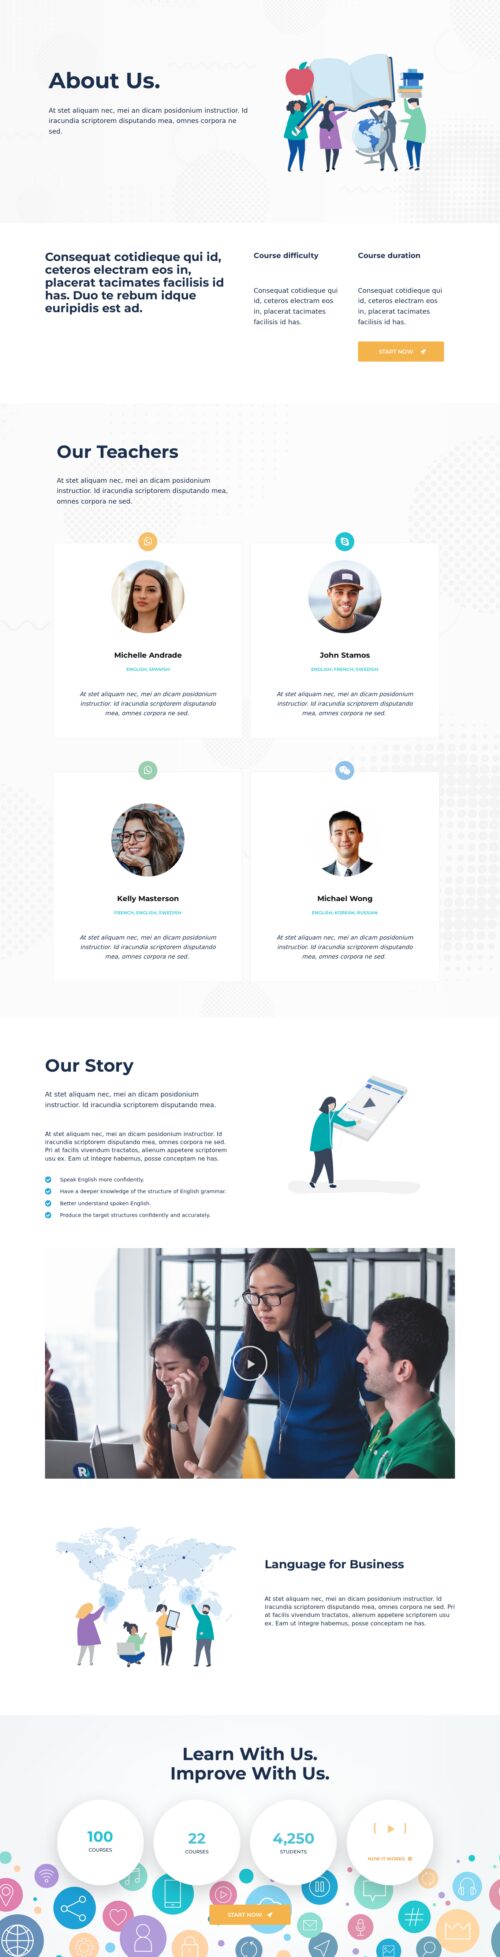 About Us.
At stet aliquam nec, mei an dicam posidonium instructior. Id
iracundia scriptorem disputando mea, omnes corpora ne
sed.
Consequat cotidieque qui id,
ceteros electram eos in,
placerat tacimates facilisis id
has. Duo te rebum idque
euripidis est ad.
Course difficulty
Consequat cotidieque qui
id, ceteros electram eos
in, placerat tacimates
facilisis id has.
Course duration
Consequat cotidieque qui
id, ceteros electram eos
in, placerat tacimates
facilisis id has.
START NOW
Our Teachers
At stet aliquam nec, mei an dicam posidonium
instructior. Id iracundia scriptorem disputando mea,
omnes corpora ne sed.
Michelle Andrade
ENGLISH, SPANISH
At stet aliquam nec, mei an dicam posidonium
instructior. Id iracundia scriptorem disputando
mea, omnes corpora ne sed.
John Stamos
ENGLISH, FRENCH, SWEDISH
At stet aliquam nec, mei an dicam posidonium
instructior. Id iracundia scriptorem disputando
mea, omnes corpora ne sed.
Kelly Masterson
FRENCH, ENGLISH, SWEDISH
At stet aliquam nec, mei an dicam posidonium
instructior. Id iracundia scriptorem disputando
mea, omnes corpora ne sed.
Michael Wong
ENGLISH, KOREAN, RUSSIAN
At stet aliquam nec, mei an dicam posidonium
instructior. Id iracundia scriptorem disputando
mea, omnes corpora ne sed.
Our Story
At stet aliquam nec, mei an dicam posidonium
instructior. Id iracundia scriptorem disputando mea.
At stet aliquam nec, mei an dicam posidonium instructior. Id
iracundia scriptorem disputando mea, omnes corpora ne sed.
Pri at facilis vivendum tractatos, alienum appetere scriptorem
usu ex. Eam ut integre habemus, posse conceptam ne has.
Speak English more confidently.
Have a deeper knowledge of the structure of English grammar.
Better understand spoken English.
Produce the target structures confidently and accurately.
Language for Business
At stet aliquam nec, mei an dicam posidonium instructior. Id
iracundia scriptorem disputando mea, omnes corpora ne sed. Pri
at facilis vivendum tractatos, alienum appetere scriptorem usu
ex. Eam ut integre habemus, posse conceptam ne has.
Learn With Us.
Improve With Us.
100
COURSES
22
COURSES
4,250
STUDENTS
HOW IT WORKS
START NOW